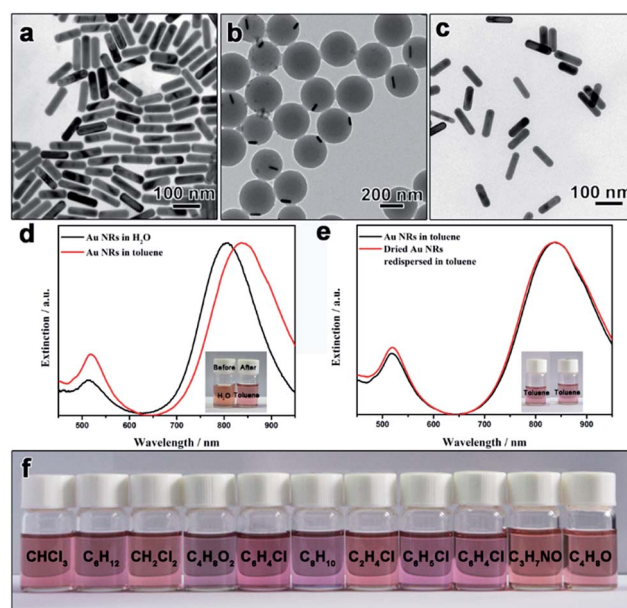 a
100 nm
b
200 nm
c
100 nm
d
Au NRs in H₂O
Au NRs in toluene
Extinction / a.u.
Before After
H₂O Toluene
500 600 700 800 900
Wavelength / nm
e
Au NRs in toluene
Dried Au NRs
redispersed in toluene
Extinction / a.u.
Toluene Toluene
500 600 700 800 900
Wavelength / nm
f
CHCl₃ C₆H₁₂ CH₂Cl₂ C₄H₈O₂ C₆H₄Cl C₈H₁₀ C₂H₄Cl C₆H₅Cl C₆H₄Cl C₃H₇NO C₄H₈O